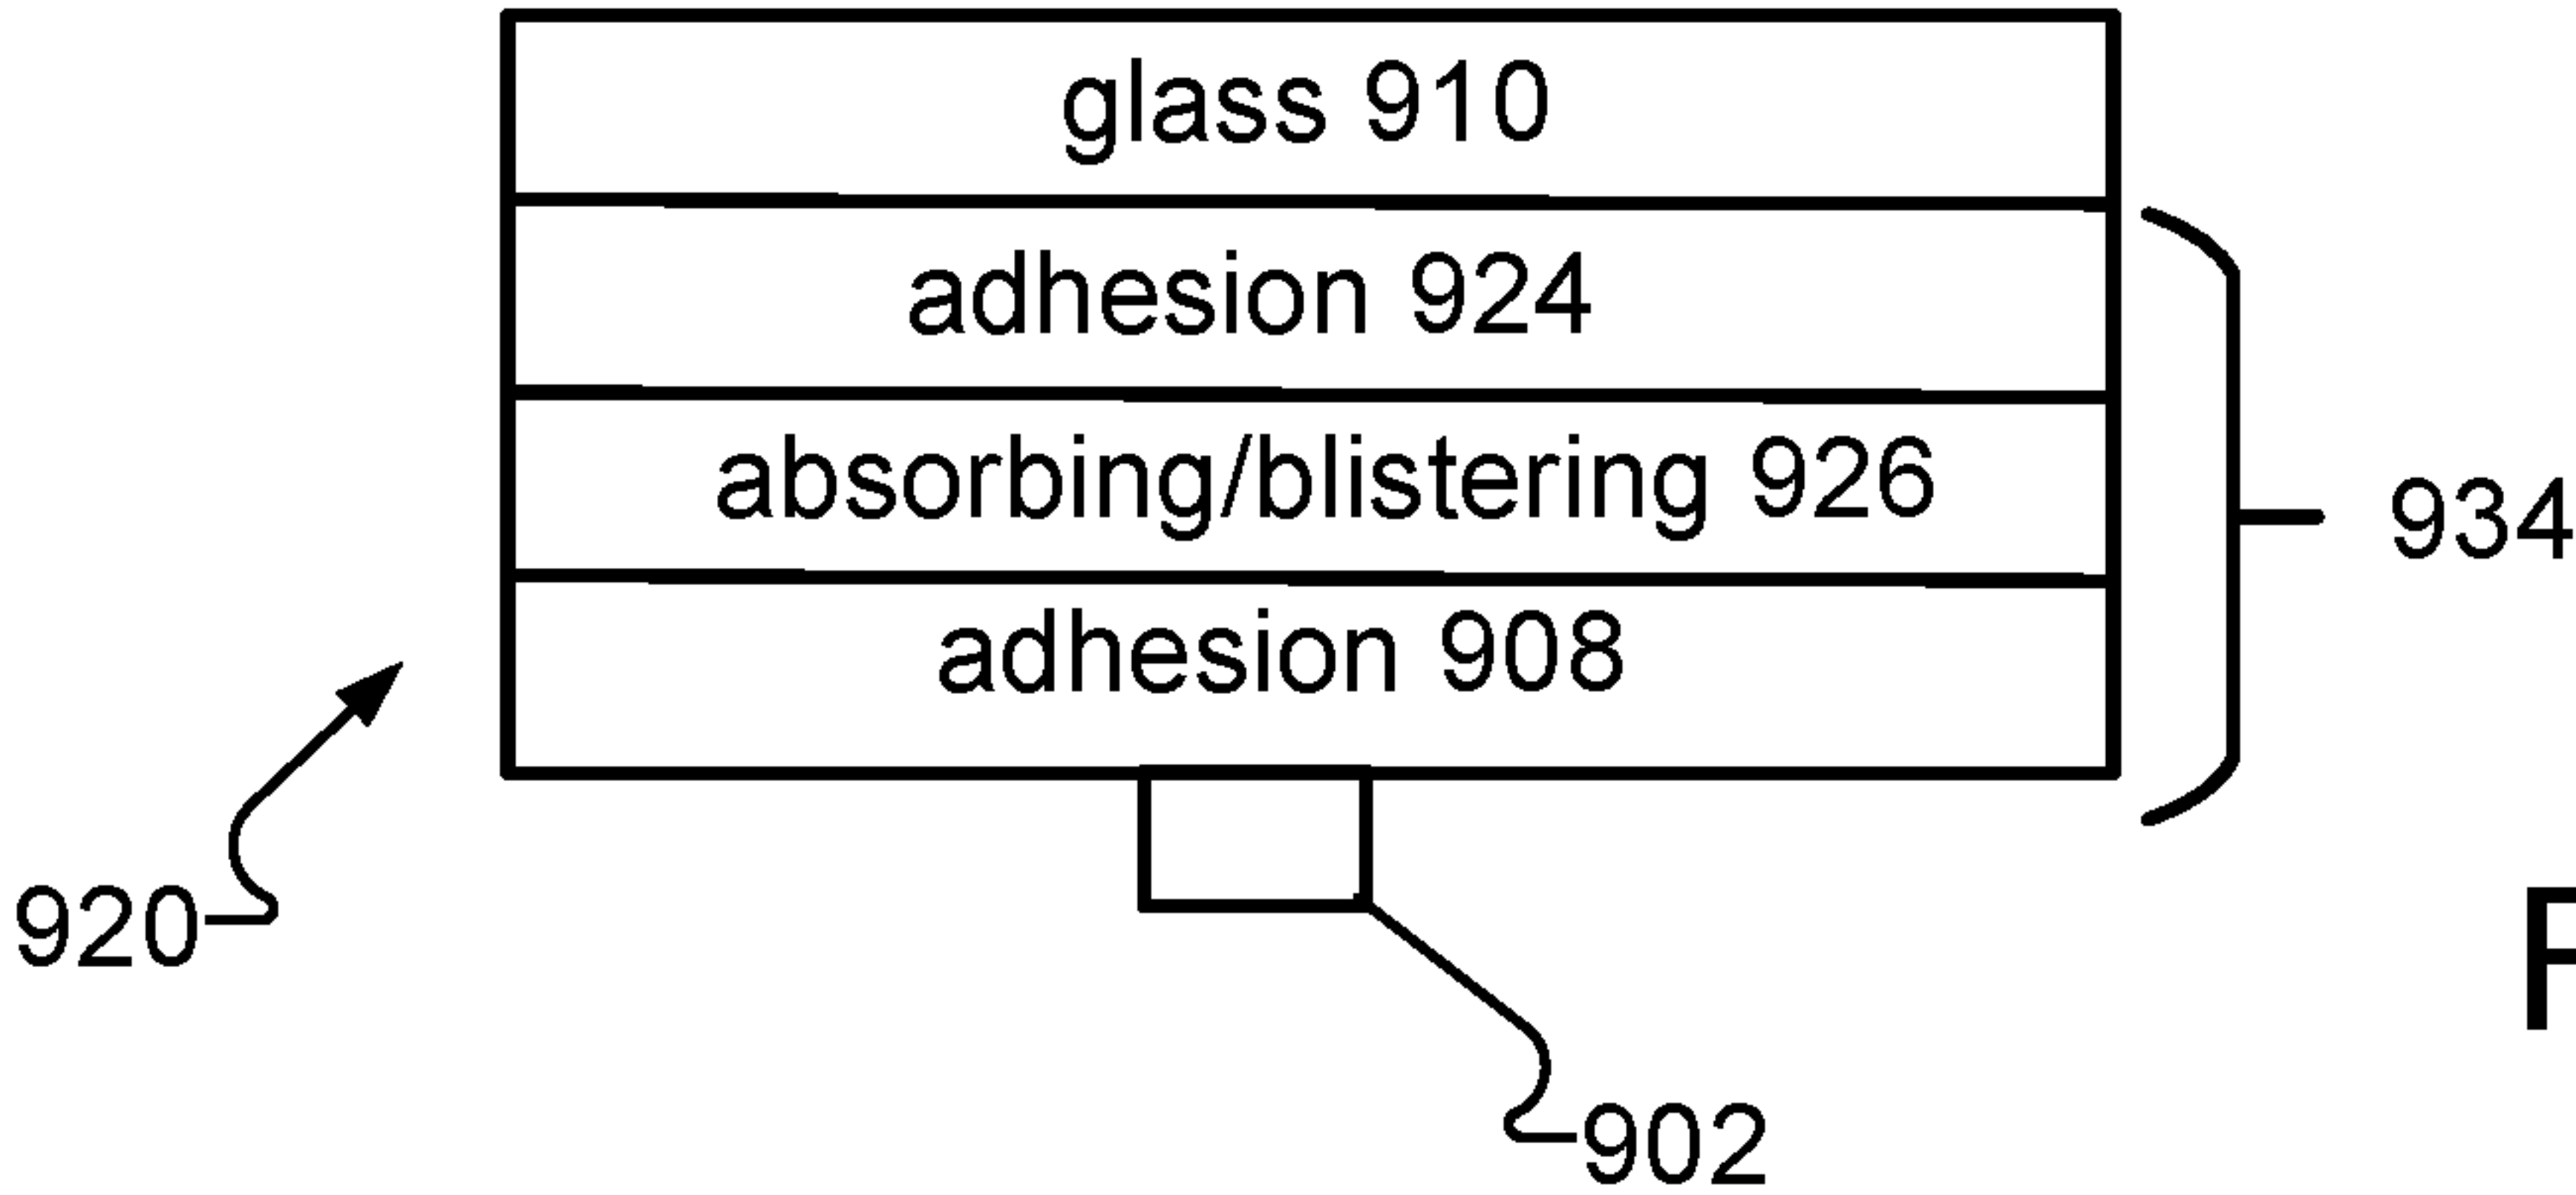 glass 910
adhesion 924
absorbing/blistering 926
934
adhesion 908
920
902